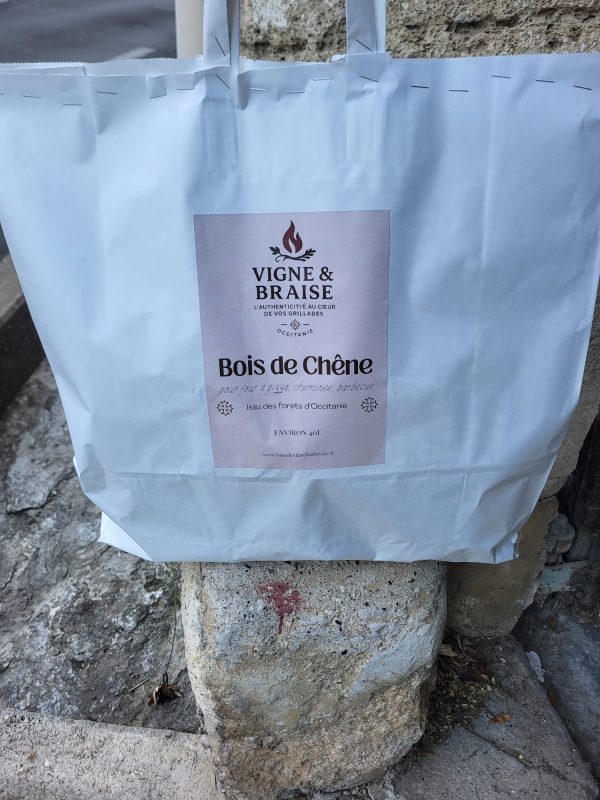 VIGNE &
BRAISE
L'AUTHENTICITIÉ AU CŒUR
DE VOS GRILLADES
OCCITANIE
Bois de Chêne
pour four à pizza, cheminée, barbecue
Issu des forêts d'Occitanie
ENVIRON 40L